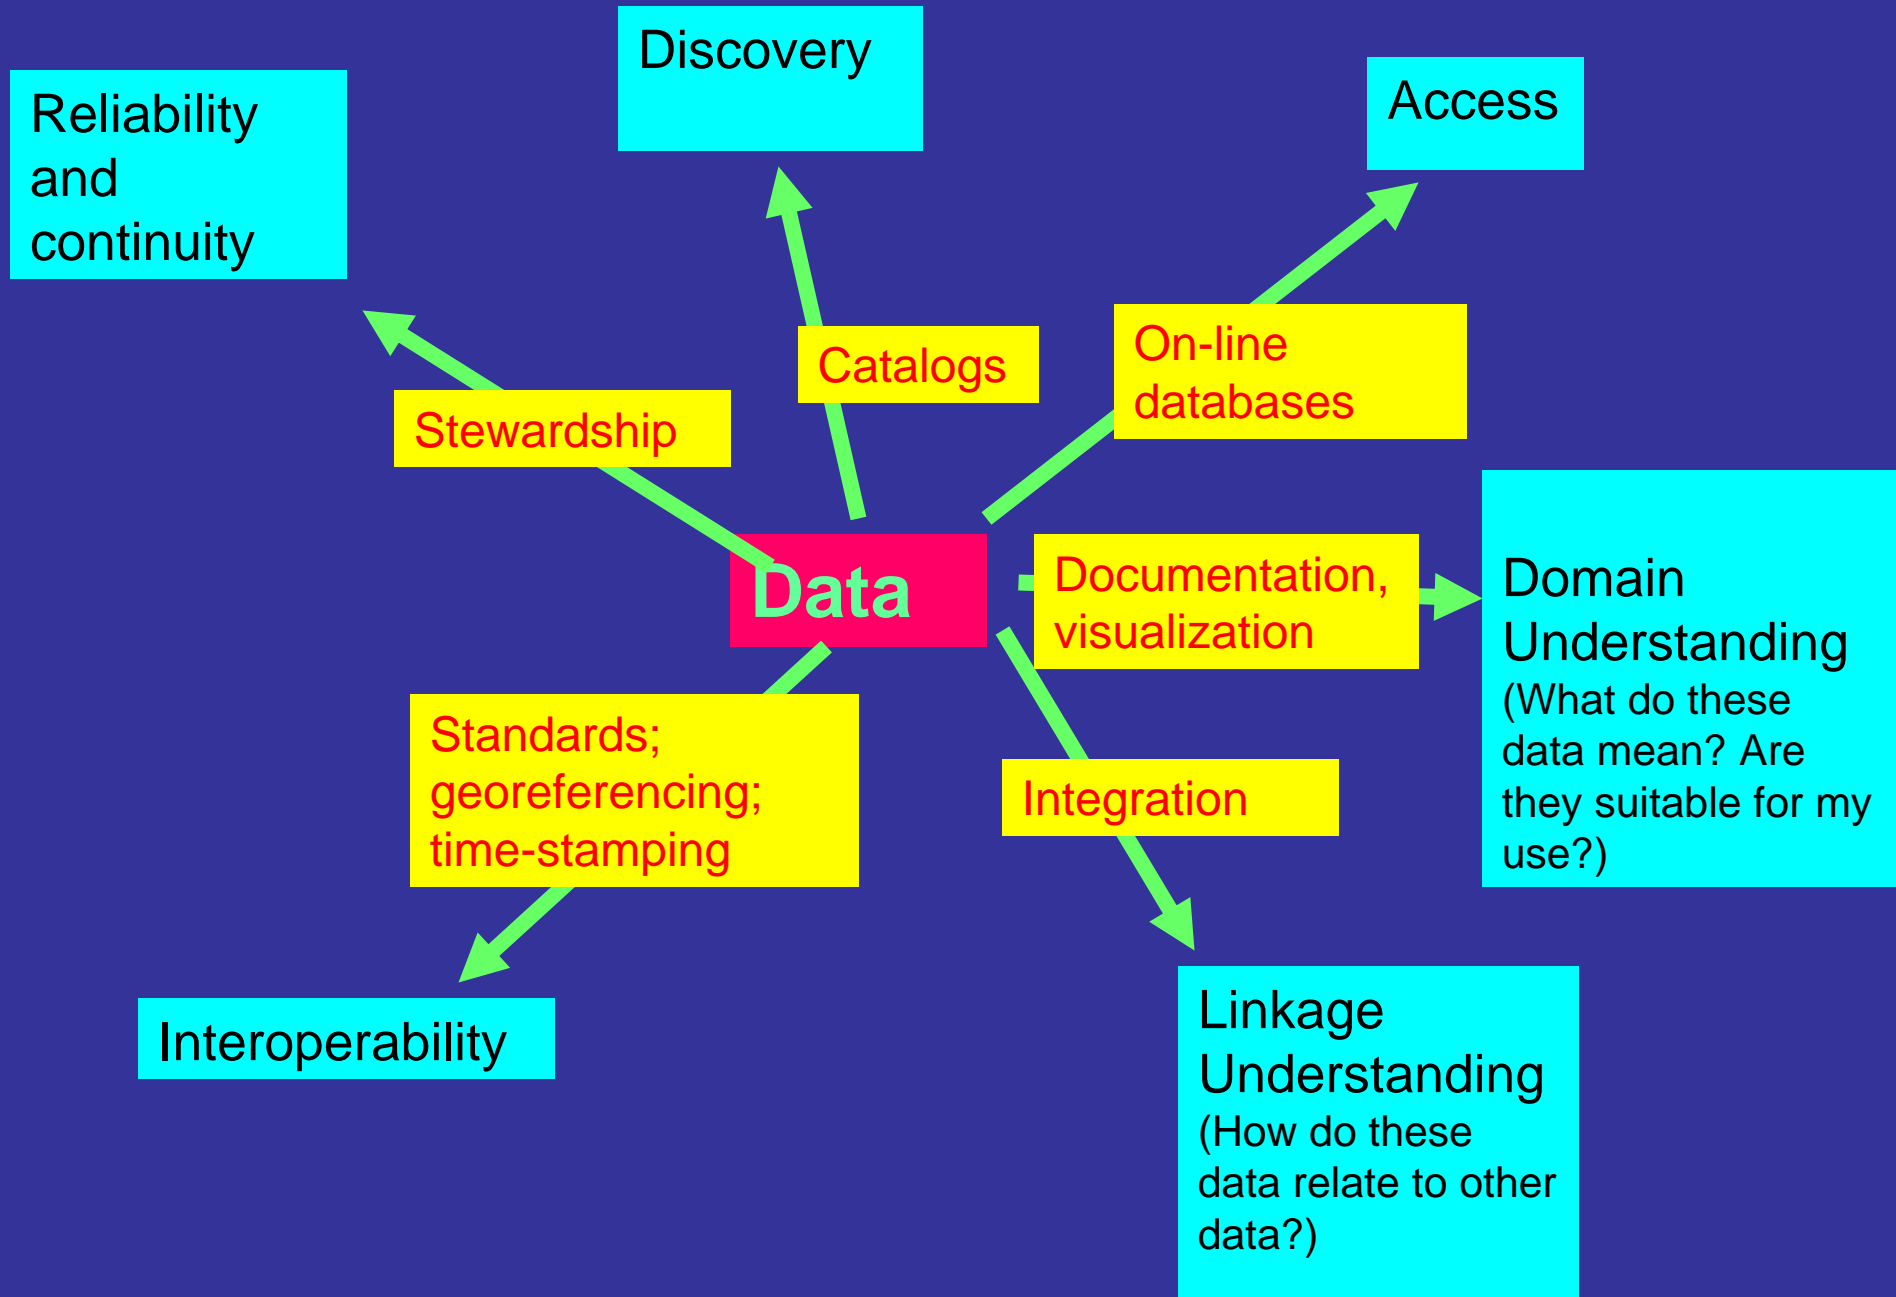 Discovery
Access
Reliability
and
continuity
Catalogs
On-line
databases
Stewardship
Data
Documentation,
visualization
Domain
Understanding
(What do these
data mean? Are
they suitable for my
use?)
Standards;
georeferencing;
time-stamping
Integration
Interoperability
Linkage
Understanding
(How do these
data relate to other
data?)